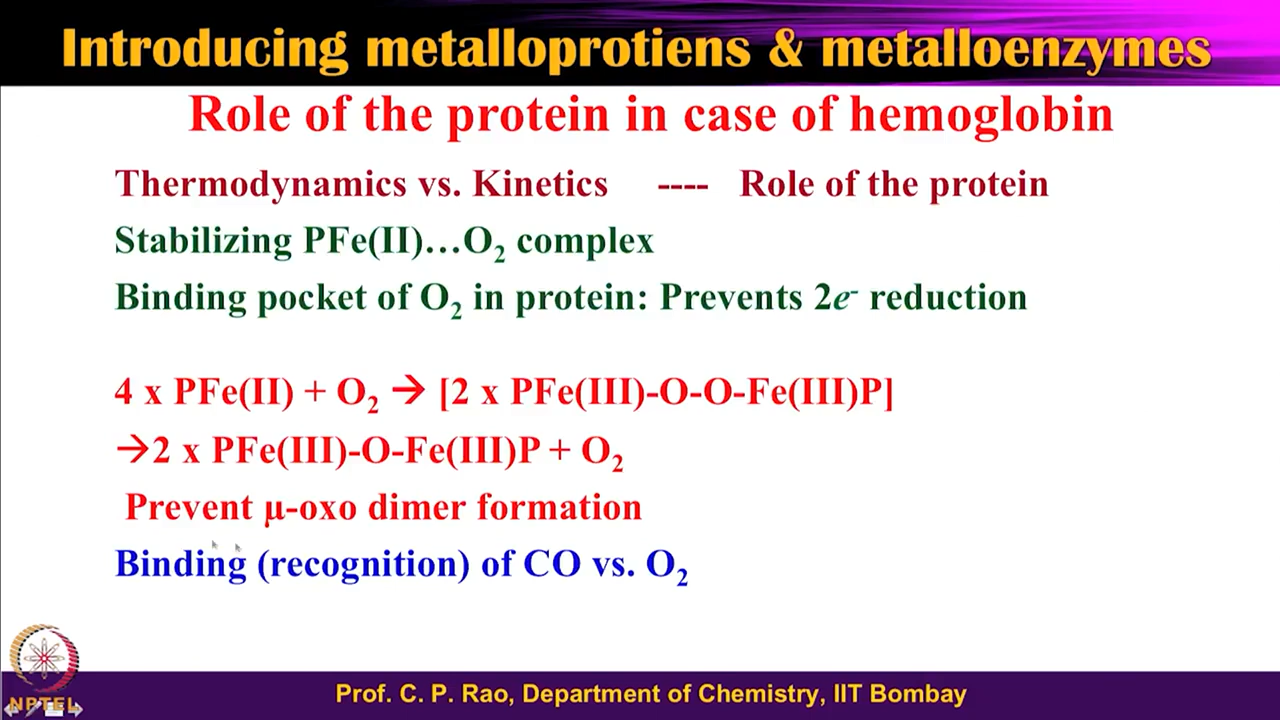 Introducing metalloprotiens & metalloenzymes
Role of the protein in case of hemoglobin
Thermodynamics vs. Kinetics ---- Role of the protein
Stabilizing PFe(II)…O₂ complex
Binding pocket of O₂ in protein: Prevents 2e⁻ reduction
4 x PFe(II) + O₂ → [2 x PFe(III)-O-O-Fe(III)P]
→2 x PFe(III)-O-Fe(III)P + O₂
Prevent μ-oxo dimer formation
Binding (recognition) of CO vs. O₂
NPTEL
Prof. C. P. Rao, Department of Chemistry, IIT Bombay